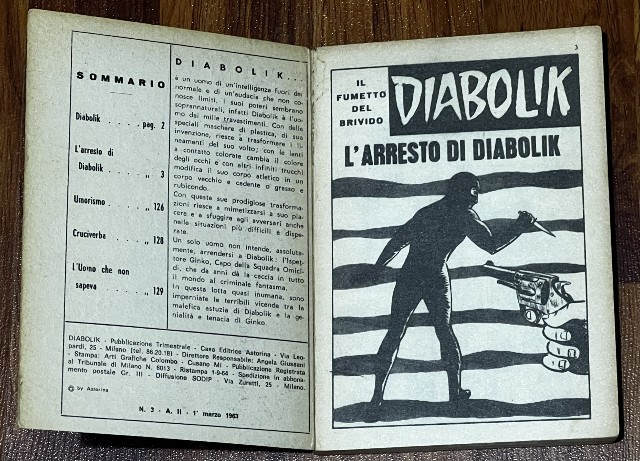 SOMMARIO
Diabolik . . . . . pag. 2
L'arresto di
Diabolik . . . . „ 3
Umorismo . . . . „ 126
Cruciverba . . . . „ 128
L'Uomo che non
sapeva . . . . . „ 129
DIABOLIK...
è un uomo di un'intelligenza fuori del
normale e di un'audacia che non co-
nosce limiti. I suoi poteri sembrano
soprannaturali, infatti Diabolik è l'uo-
mo dai mille travestimenti. Con delle
speciali maschere di plastica, di sua
invenzione, riesce a trasformare i li-
neamenti del suo volto; con le lenti
a contatto colorate cambia il colore
degli occhi e con altri infiniti trucchi
modifica il suo corpo atletico in un
corpo vecchio e cadente o grasso e
rubicondo.
Con queste sue prodigiose trasforma-
zioni riesce a mimetizzarsi a suo pia-
cere e a sfuggire agli avversari anche
nelle situazioni più difficili e dispe-
rate.
Un solo uomo non intende, assoluta-
mente, arrendersi a Diabolik: l'Ispet-
tore Ginko, Capo della Squadra Omici-
di, che da anni dà la caccia in tutto
il mondo al criminale fantasma.
In questa lotta quasi inumana, sono
imperniate le terribili vicende tra la
malefica astuzia di Diabolik e la ge-
nialità e tenacia di Ginko.
DIABOLIK - Pubblicazione Trimestrale - Casa Editrice Astorina - Via Leo-
pardi, 25 - Milano (tel. 86.20.18) - Direttore Responsabile: Angela Giussani
- Stampa: Arti Grafiche Colombo - Cusano MI - Pubblicazione Registrata
al Tribunale di Milano N. 6013 - Ristampa 1-9-64 - Spedizione in abbona-
mento postale Gr. III - Diffusione SODIP - Via Zuretti, 25 - Milano.
© by Astorina
N. 3 - A. II - 1° marzo 1963
3
IL
FUMETTO
DEL
BRIVIDO
DIABOLIK
L'ARRESTO DI DIABOLIK